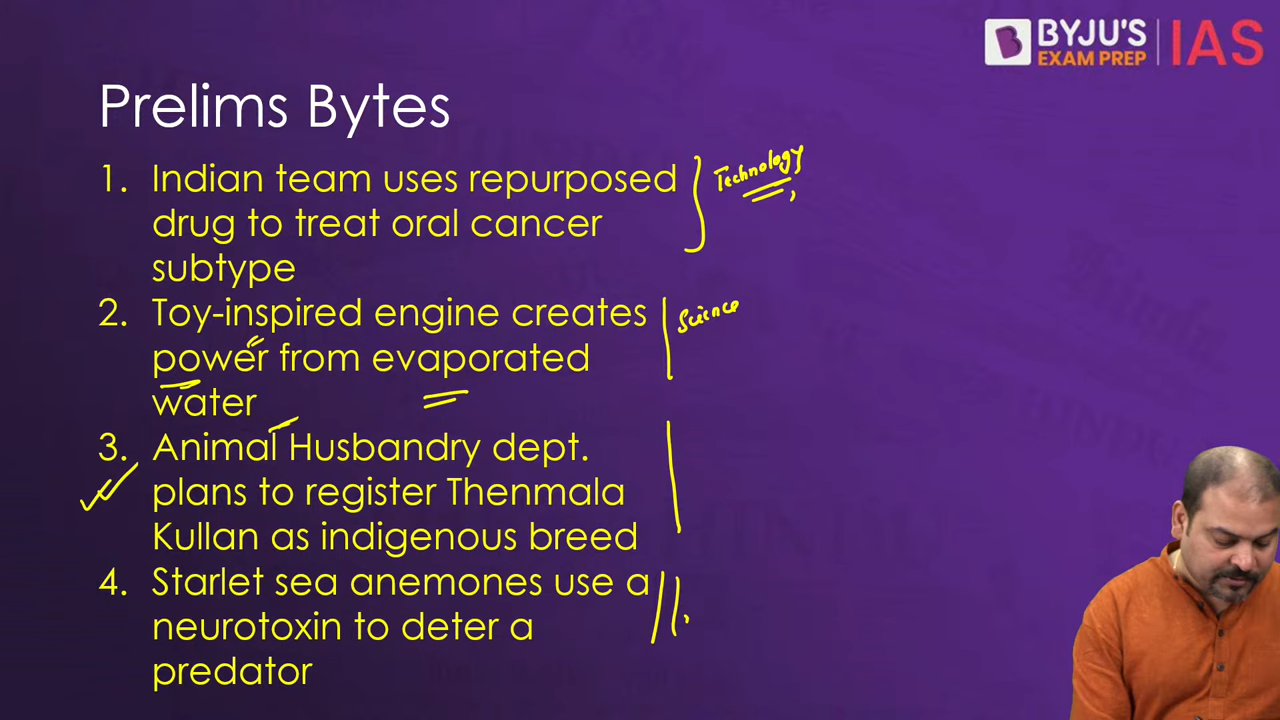 BYJU'S
EXAM PREP
IAS
Prelims Bytes
1. Indian team uses repurposed
drug to treat oral cancer
subtype
Technology
2. Toy-inspired engine creates
power from evaporated
water
Science
3. Animal Husbandry dept.
plans to register Thenmala
Kullan as indigenous breed
4. Starlet sea anemones use a
neurotoxin to deter a
predator